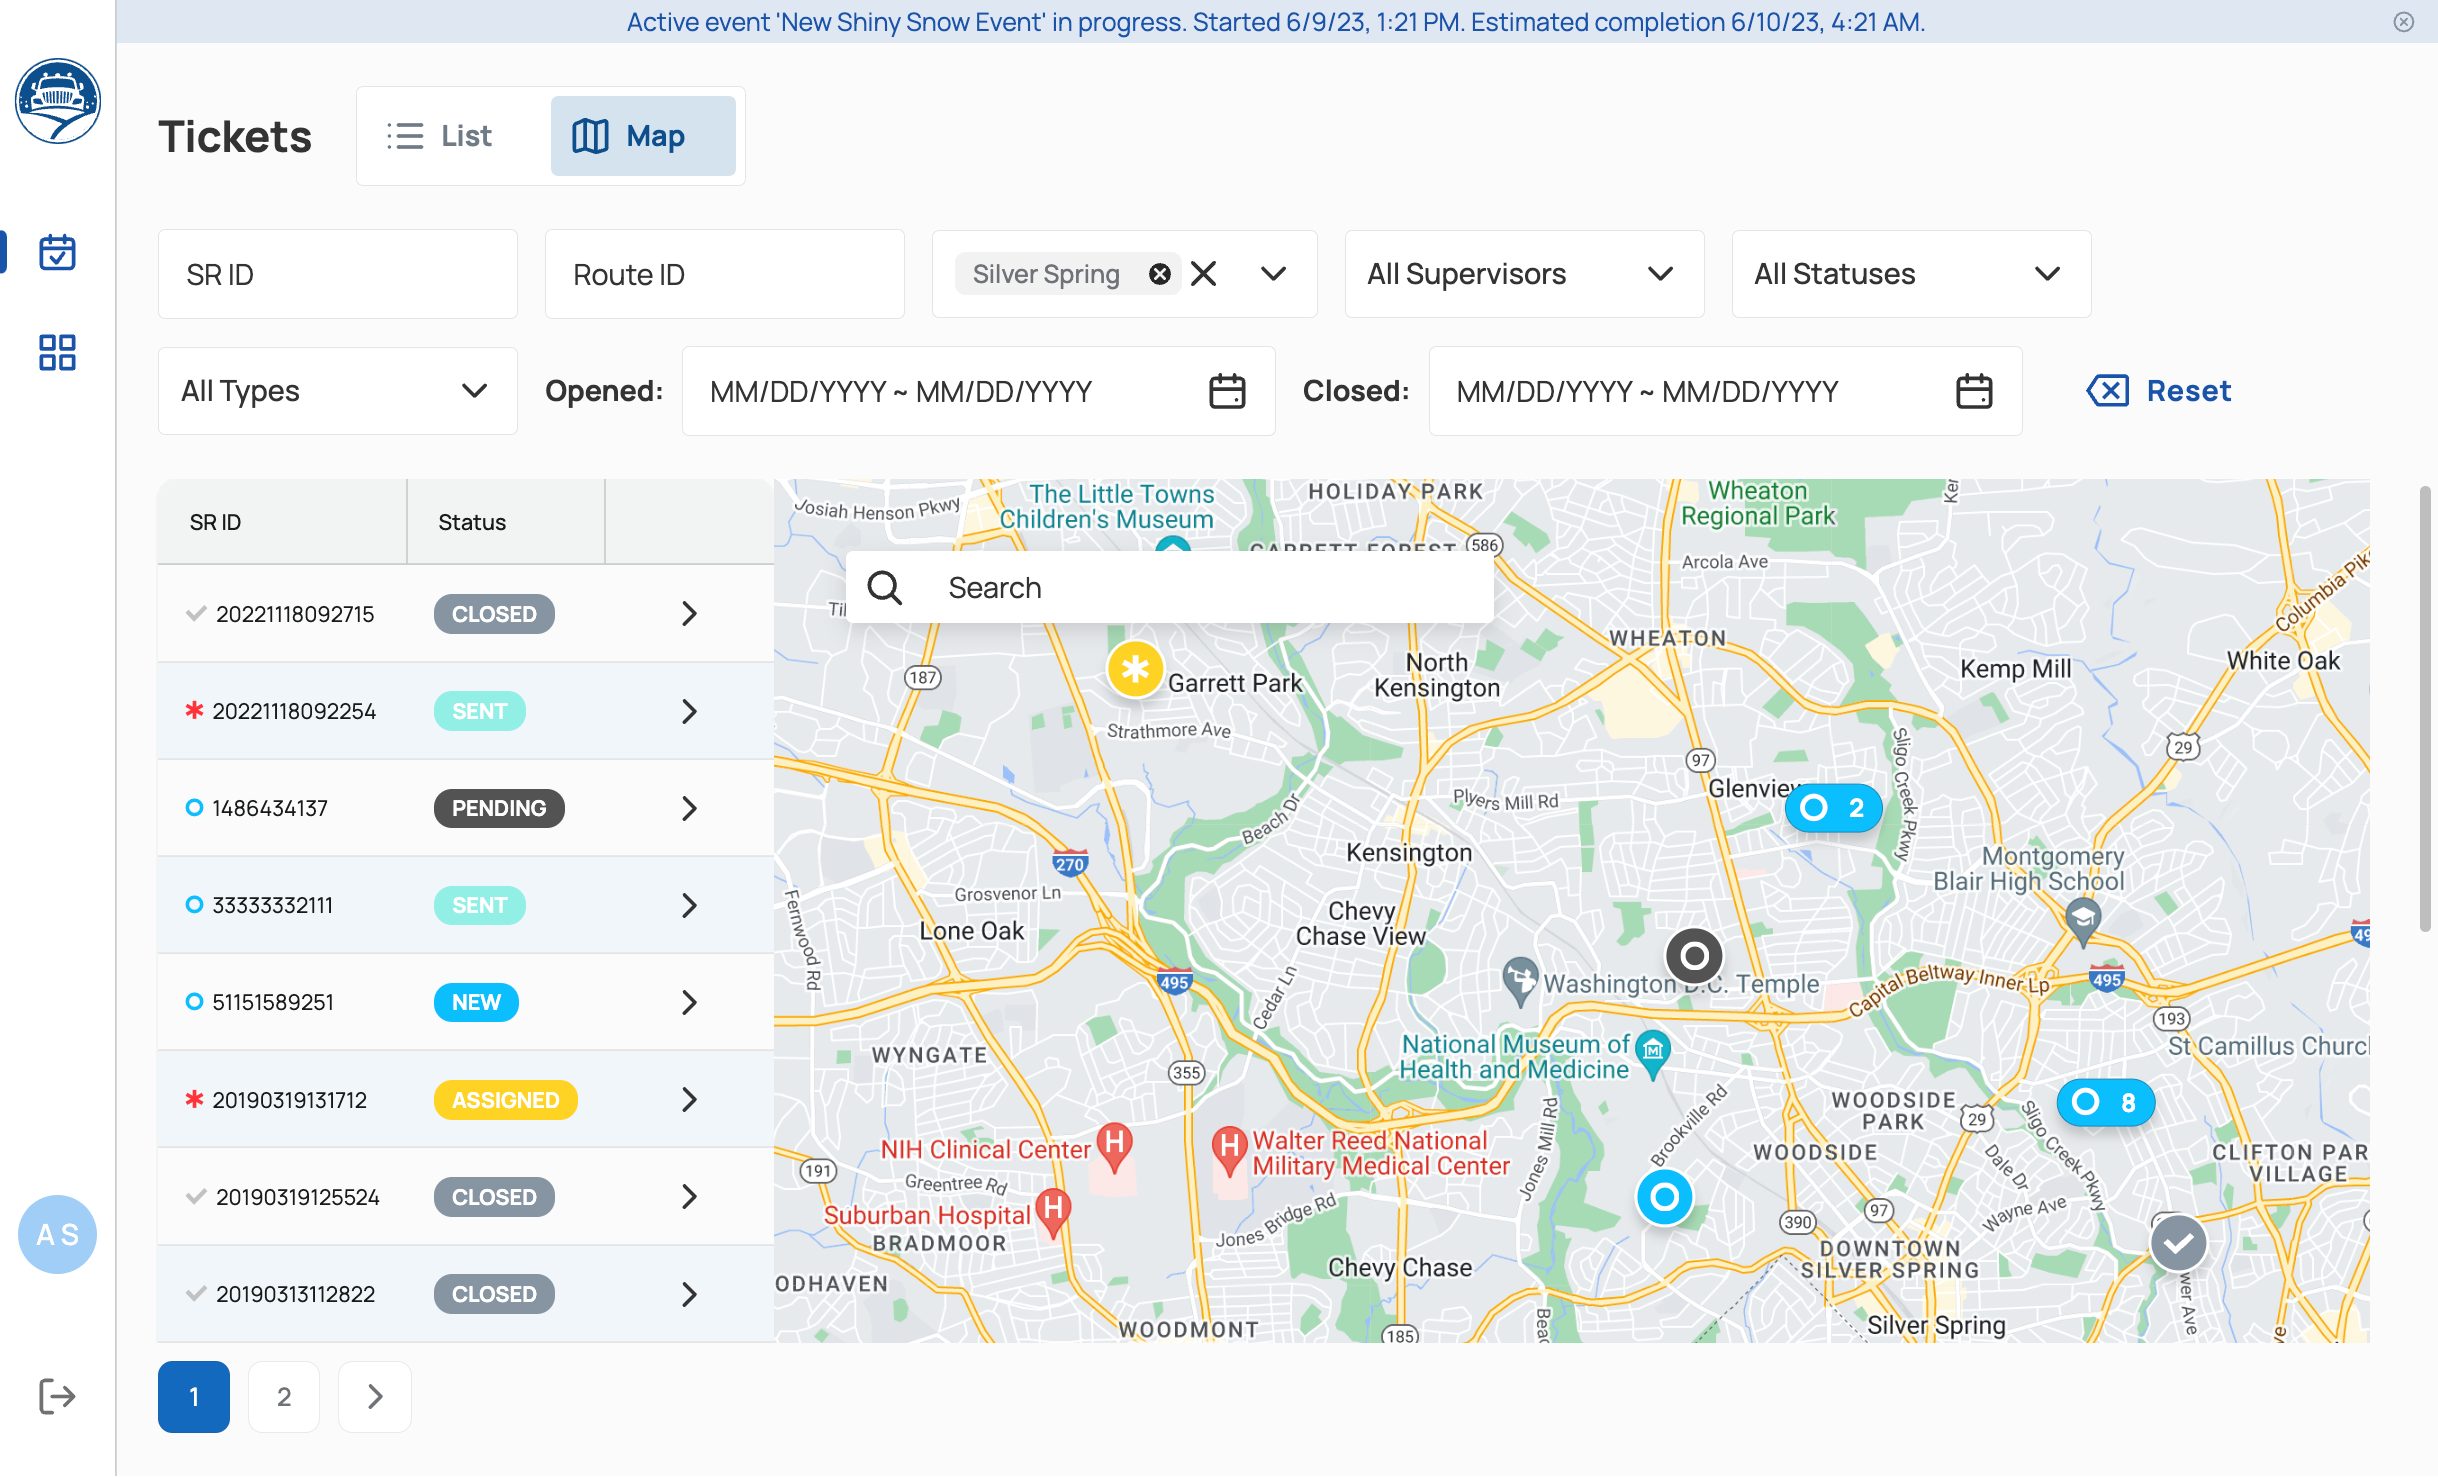 Active event 'New Shiny Snow Event' in progress. Started 6/9/23, 1:21 PM. Estimated completion 6/10/23, 4:21 AM.
Tickets
List
Map
SR ID
Route ID
Silver Spring
All Supervisors
All Statuses
All Types
Opened:
MM/DD/YYYY ~ MM/DD/YYYY
Closed:
MM/DD/YYYY ~ MM/DD/YYYY
Reset
SR ID
Status
20221118092715
CLOSED
20221118092254
SENT
1486434137
PENDING
33333332111
SENT
51151589251
NEW
20190319131712
ASSIGNED
20190319125524
CLOSED
20190313112822
CLOSED
1
2
AS
Search
Josiah Henson Pkwy
The Little Towns
Children's Museum
HOLIDAY PARK
GARRETT FOREST
586
Wheaton
Regional Park
Arcola Ave
Columbia Pik
WHEATON
North
Kensington
Kemp Mill
White Oak
187
Garrett Park
Strathmore Ave
97
29
Sligo Creek Pkwy
Plyers Mill Rd
Glenview
2
Beach Dr
Kensington
270
Montgomery
Blair High School
Grosvenor Ln
Fernwood Rd
Lone Oak
Chevy
Chase View
495
Cedar Ln
Washington D.C. Temple
Capital Beltway Inner Lp
495
193
St Camillus Churc
National Museum of
Health and Medicine
WYNGATE
355
WOODSIDE
PARK
29
8
Brookville Rd
Jones Mill Rd
Sligo Creek Pkwy
NIH Clinical Center
H
H
Walter Reed National
Military Medical Center
WOODSIDE
Dale Dr
CLIFTON PAR
VILLAGE
191
Greentree Rd
Suburban Hospital
H
BRADMOOR
Jones Bridge Rd
390
97
Wayne Ave
DOWNTOWN
SILVER SPRING
Chevy Chase
ODHAVEN
WOODMONT
185
Silver Spring